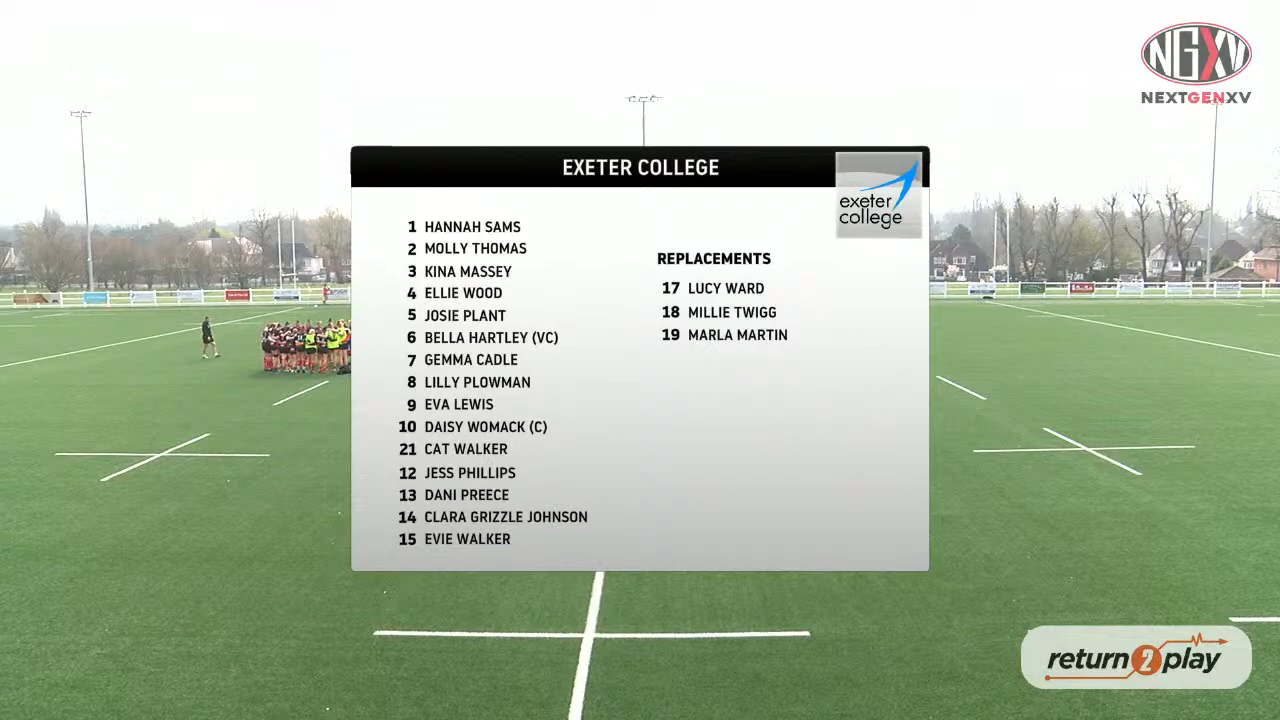 NGXV
NEXTGENXV
EXETER COLLEGE
exeter
college
1 HANNAH SAMS
2 MOLLY THOMAS
3 KINA MASSEY
4 ELLIE WOOD
5 JOSIE PLANT
6 BELLA HARTLEY (VC)
7 GEMMA CADLE
8 LILLY PLOWMAN
9 EVA LEWIS
10 DAISY WOMACK (C)
21 CAT WALKER
12 JESS PHILLIPS
13 DANI PREECE
14 CLARA GRIZZLE JOHNSON
15 EVIE WALKER
REPLACEMENTS
17 LUCY WARD
18 MILLIE TWIGG
19 MARLA MARTIN
return2play